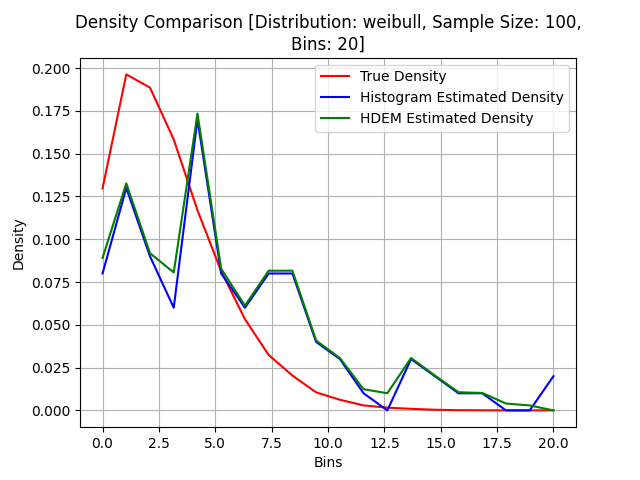 Density Comparison [Distribution: weibull, Sample Size: 100,
Bins: 20]
True Density
Histogram Estimated Density
HDEM Estimated Density
Density
0.200
0.175
0.150
0.125
0.100
0.075
0.050
0.025
0.000
0.0 2.5 5.0 7.5 10.0 12.5 15.0 17.5 20.0
Bins